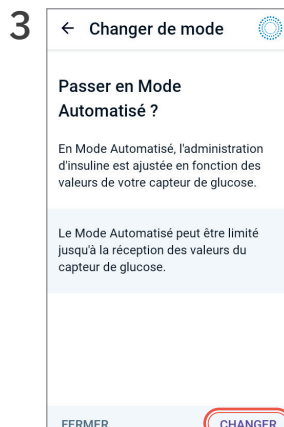 3
← Changer de mode
Passer en Mode
Automatisé ?
En Mode Automatisé, l'administration
d'insuline est ajustée en fonction des
valeurs de votre capteur de glucose.
Le Mode Automatisé peut être limité
jusqu'à la réception des valeurs du
capteur de glucose.
FERMER CHANGER